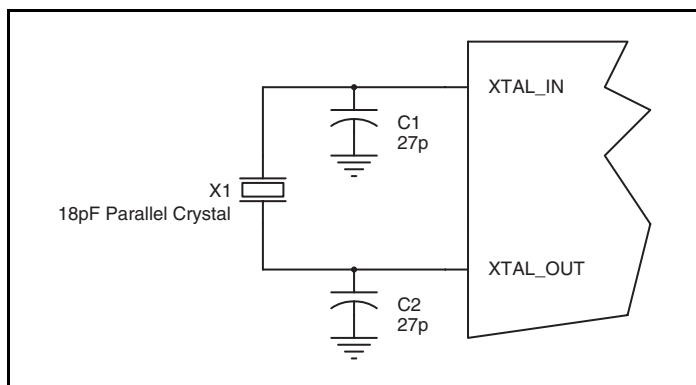 XTAL_IN
C1
27p
X1
18pF Parallel Crystal
XTAL_OUT
C2
27p